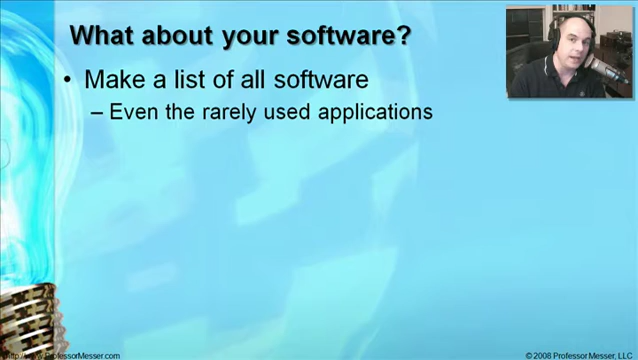 What about your software?
• Make a list of all software
– Even the rarely used applications
http://www.ProfessorMesser.com
© 2008 Professor Messer, LLC